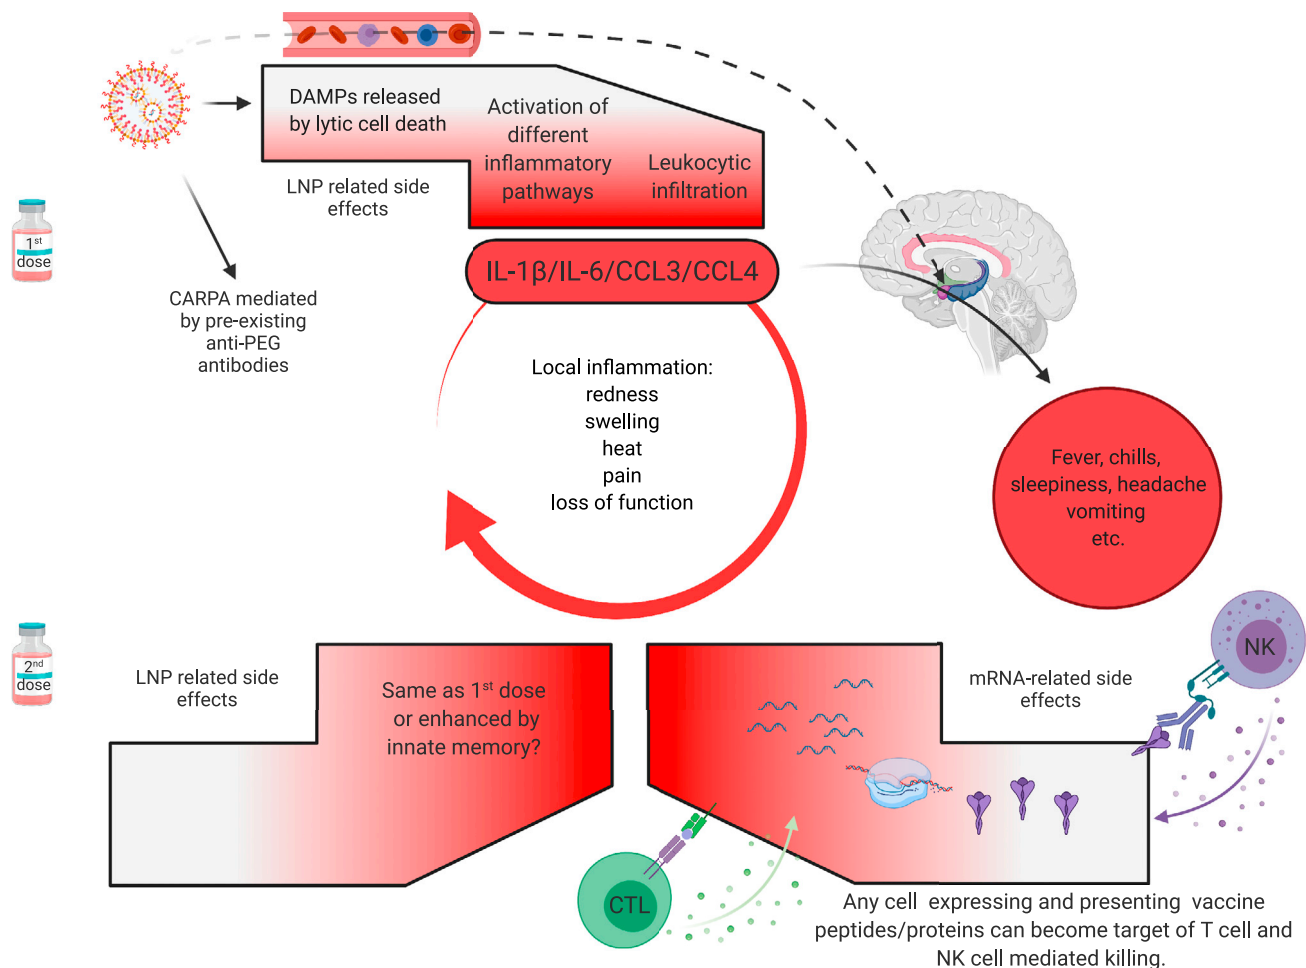 DAMPs released
by lytic cell death
Activation of
different
inflammatory
pathways
Leukocytic
infiltration
LNP related side
effects
1st
dose
IL-1β/IL-6/CCL3/CCL4
CARPA mediated
by pre-existing
anti-PEG
antibodies
Local inflammation:
redness
swelling
heat
pain
loss of function
Fever, chills,
sleepiness, headache
vomiting
etc.
2nd
dose
LNP related side
effects
Same as 1st dose
or enhanced by
innate memory?
mRNA-related side
effects
NK
CTL
Any cell expressing and presenting vaccine
peptides/proteins can become target of T cell and
NK cell mediated killing.